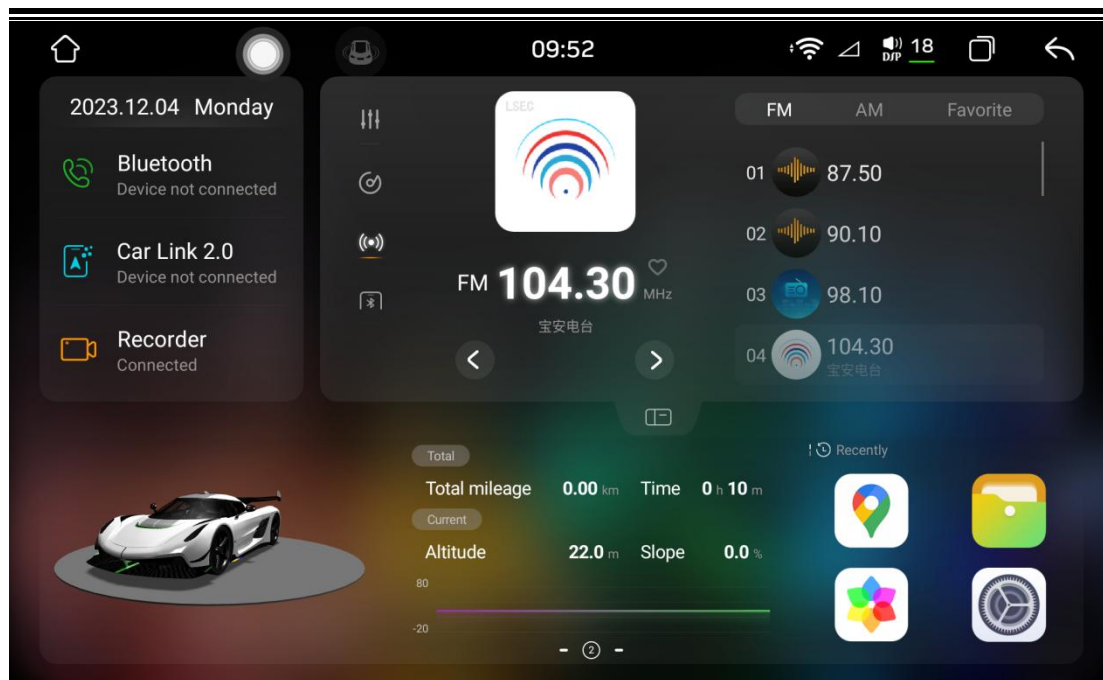 09:52
DSP 18
2023.12.04 Monday
Bluetooth
Device not connected
Car Link 2.0
Device not connected
Recorder
Connected
LSEC
FM 104.30 MHz
宝安电台
FM AM Favorite
01 87.50
02 90.10
03 98.10
04 104.30
宝安电台
Total
Total mileage 0.00 km Time 0 h 10 m
Current
Altitude 22.0 m Slope 0.0 %
80
-20
2
Recently